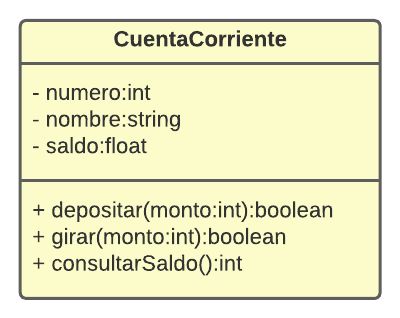 CuentaCorriente
- numero:int
- nombre:string
- saldo:float
+ depositar(monto:int):boolean
+ girar(monto:int):boolean
+ consultarSaldo():int